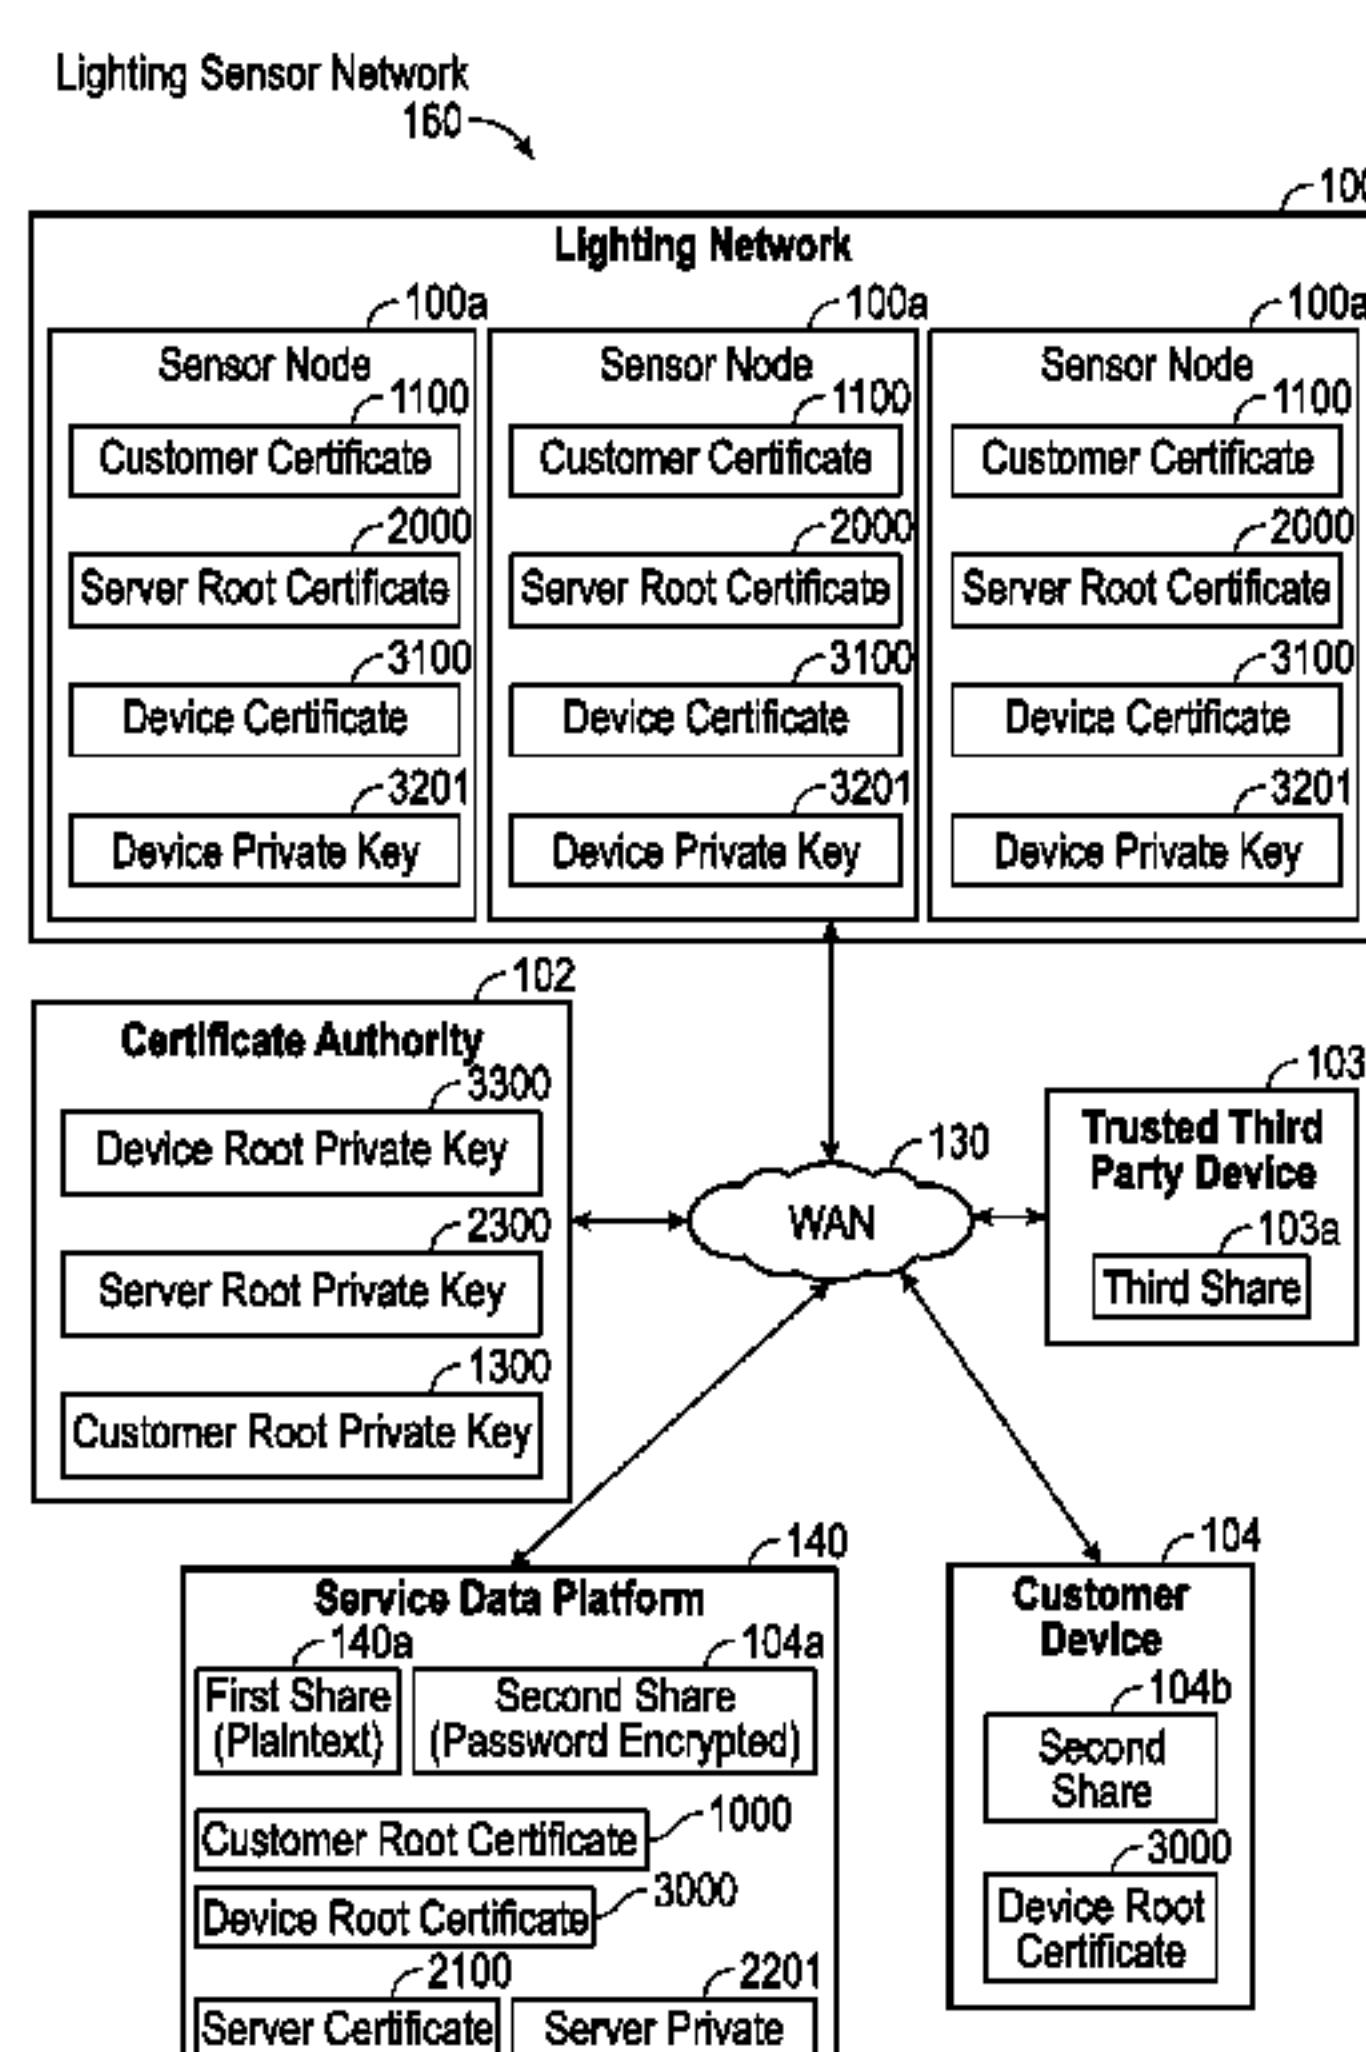 Lighting Sensor Network
160
100
Lighting Network
100a
100a
100a
Sensor Node
Sensor Node
Sensor Node
1100
1100
1100
Customer Certificate
Customer Certificate
Customer Certificate
2000
2000
2000
Server Root Certificate
Server Root Certificate
Server Root Certificate
3100
3100
3100
Device Certificate
Device Certificate
Device Certificate
3201
3201
3201
Device Private Key
Device Private Key
Device Private Key
102
Certificate Authority
3300
Device Root Private Key
2300
Server Root Private Key
1300
Customer Root Private Key
130
WAN
103
Trusted Third
Party Device
103a
Third Share
140
Service Data Platform
140a
104a
First Share
(Plaintext)
Second Share
(Password Encrypted)
1000
Customer Root Certificate
3000
Device Root Certificate
2100
2201
Server Certificate
Server Private
104
Customer
Device
104b
Second
Share
3000
Device Root
Certificate